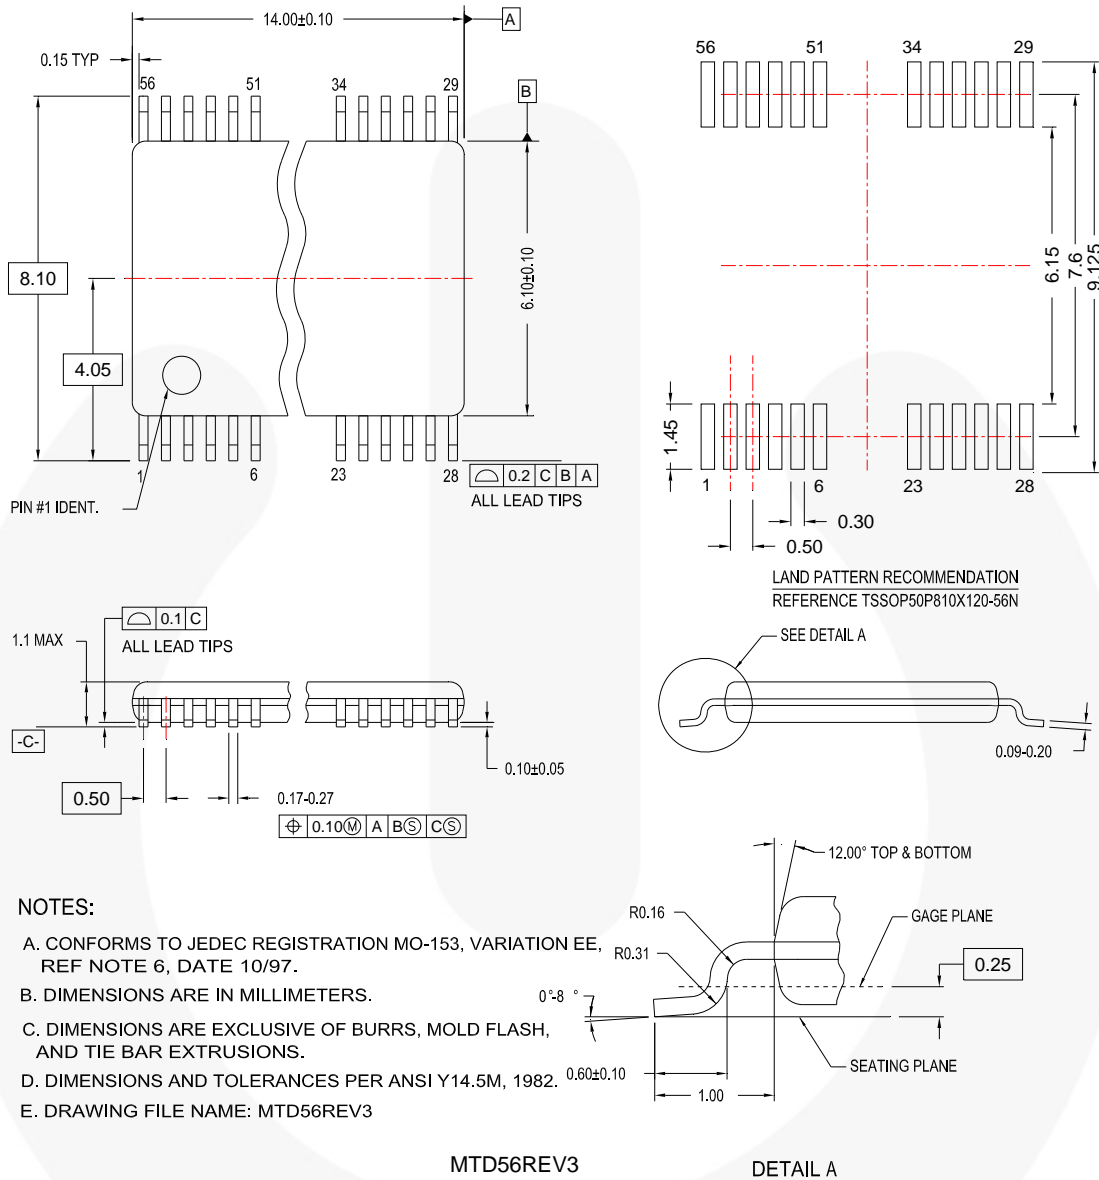 14.00±0.10
A
0.15 TYP
56
51
34
29
B
8.10
4.05
6.10±0.10
1
6
23
28
PIN #1 IDENT.
0.2 C B A
ALL LEAD TIPS
56
51
34
29
6.15
7.6
9.125
1.45
1
6
23
28
0.30
0.50
LAND PATTERN RECOMMENDATION
REFERENCE TSSOP50P810X120-56N
0.1 C
ALL LEAD TIPS
1.1 MAX
-C-
0.10±0.05
0.50
0.17-0.27
⌖ 0.10Ⓜ A BⓈ CⓈ
SEE DETAIL A
0.09-0.20
12.00° TOP & BOTTOM
R0.16
R0.31
GAGE PLANE
0.25
0°-8°
SEATING PLANE
0.60±0.10
1.00
NOTES:
A. CONFORMS TO JEDEC REGISTRATION MO-153, VARIATION EE,
REF NOTE 6, DATE 10/97.
B. DIMENSIONS ARE IN MILLIMETERS.
C. DIMENSIONS ARE EXCLUSIVE OF BURRS, MOLD FLASH,
AND TIE BAR EXTRUSIONS.
D. DIMENSIONS AND TOLERANCES PER ANSI Y14.5M, 1982.
E. DRAWING FILE NAME: MTD56REV3
MTD56REV3
DETAIL A